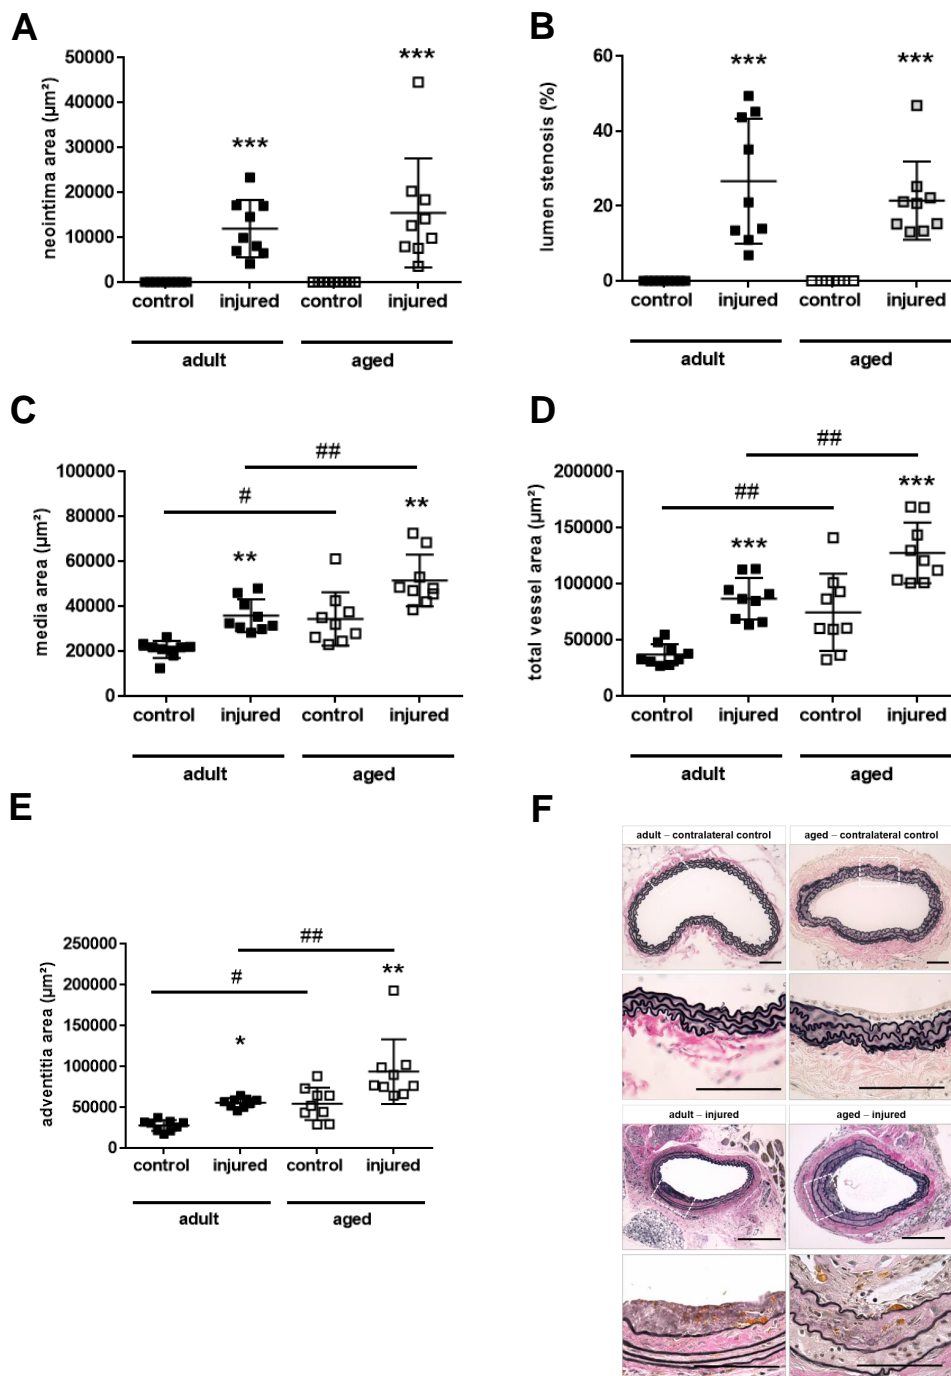 A
neointima area (µm²)
50000
40000
30000
20000
10000
0
***
***
control
injured
control
injured
adult
aged
B
lumen stenosis (%)
60
40
20
0
***
***
control
injured
control
injured
adult
aged
C
media area (µm²)
100000
80000
60000
40000
20000
0
##
#
**
**
control
injured
control
injured
adult
aged
D
total vessel area (µm²)
200000
150000
100000
50000
0
##
##
***
***
control
injured
control
injured
adult
aged
E
adventitia area (µm²)
250000
200000
150000
100000
50000
0
##
#
*
**
control
injured
control
injured
adult
aged
F
adult – contralateral control
aged – contralateral control
adult – injured
aged – injured